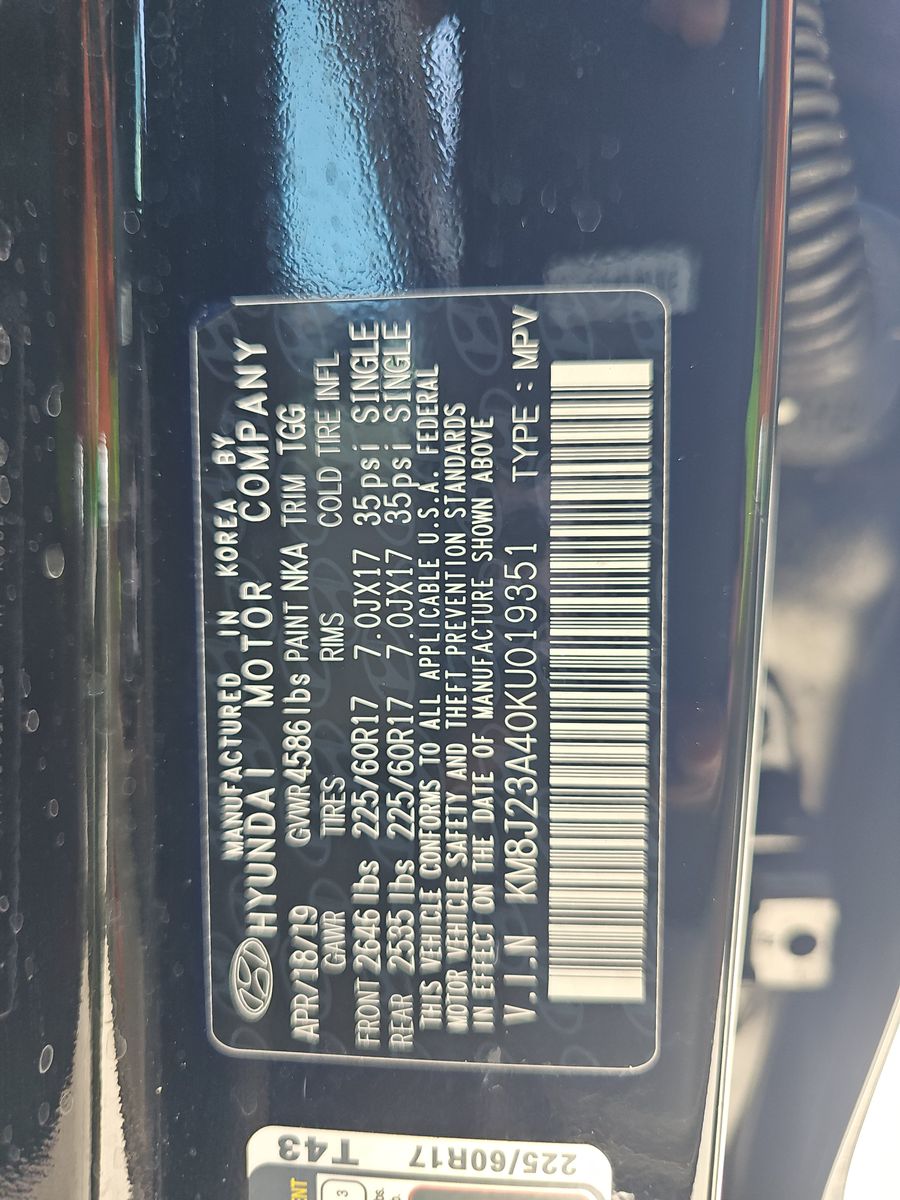 MANUFACTURED IN KOREA BY
HYUNDAI MOTOR COMPANY
APR/18/19 GVWR 4586 lbs PAINT NKA TRIM TGG
GAWR TIRES RIMS COLD TIRE INFL
FRONT 2646 lbs 225/60R17 7.0JX17 35psi SINGLE
REAR 2535 lbs 225/60R17 7.0JX17 35psi SINGLE
THIS VEHICLE CONFORMS TO ALL APPLICABLE U.S.A. FEDERAL
MOTOR VEHICLE SAFETY AND THEFT PREVENTION STANDARDS
IN EFFECT ON THE DATE OF MANUFACTURE SHOWN ABOVE
V.I.N KM8J23A40KU019351 TYPE : MPV
T43
225/60R17